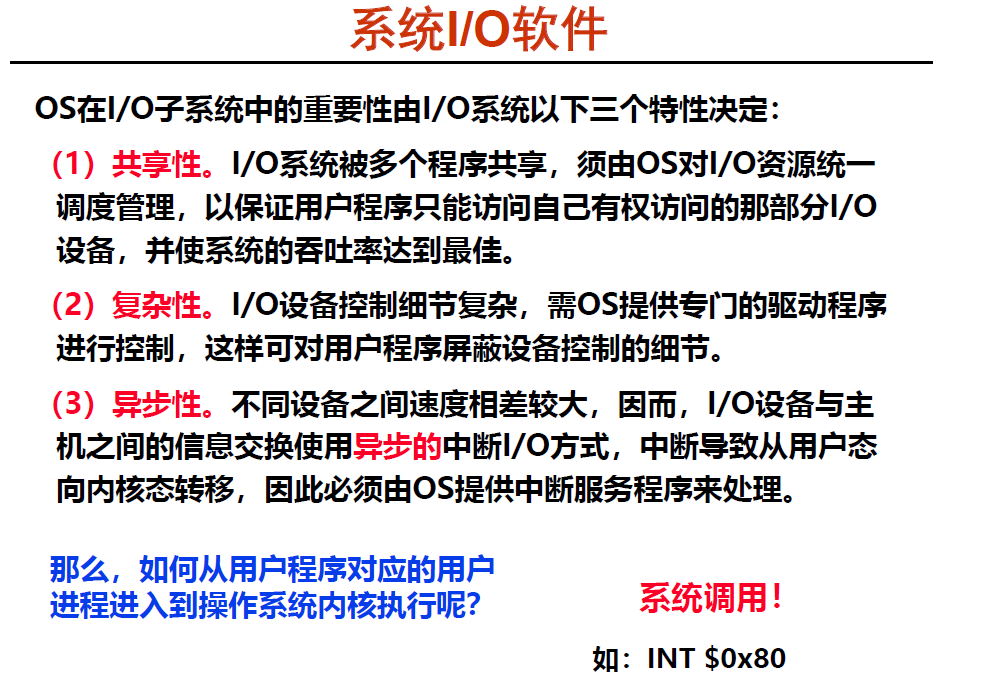 系统I/O软件
OS在I/O子系统中的重要性由I/O系统以下三个特性决定：
（1）共享性。I/O系统被多个程序共享，须由OS对I/O资源统一
调度管理，以保证用户程序只能访问自己有权访问的那部分I/O
设备，并使系统的吞吐率达到最佳。
（2）复杂性。I/O设备控制细节复杂，需OS提供专门的驱动程序
进行控制，这样可对用户程序屏蔽设备控制的细节。
（3）异步性。不同设备之间速度相差较大，因而，I/O设备与主
机之间的信息交换使用异步的中断I/O方式，中断导致从用户态
向内核态转移，因此必须由OS提供中断服务程序来处理。
那么，如何从用户程序对应的用户
进程进入到操作系统内核执行呢？
系统调用！
如：INT $0x80